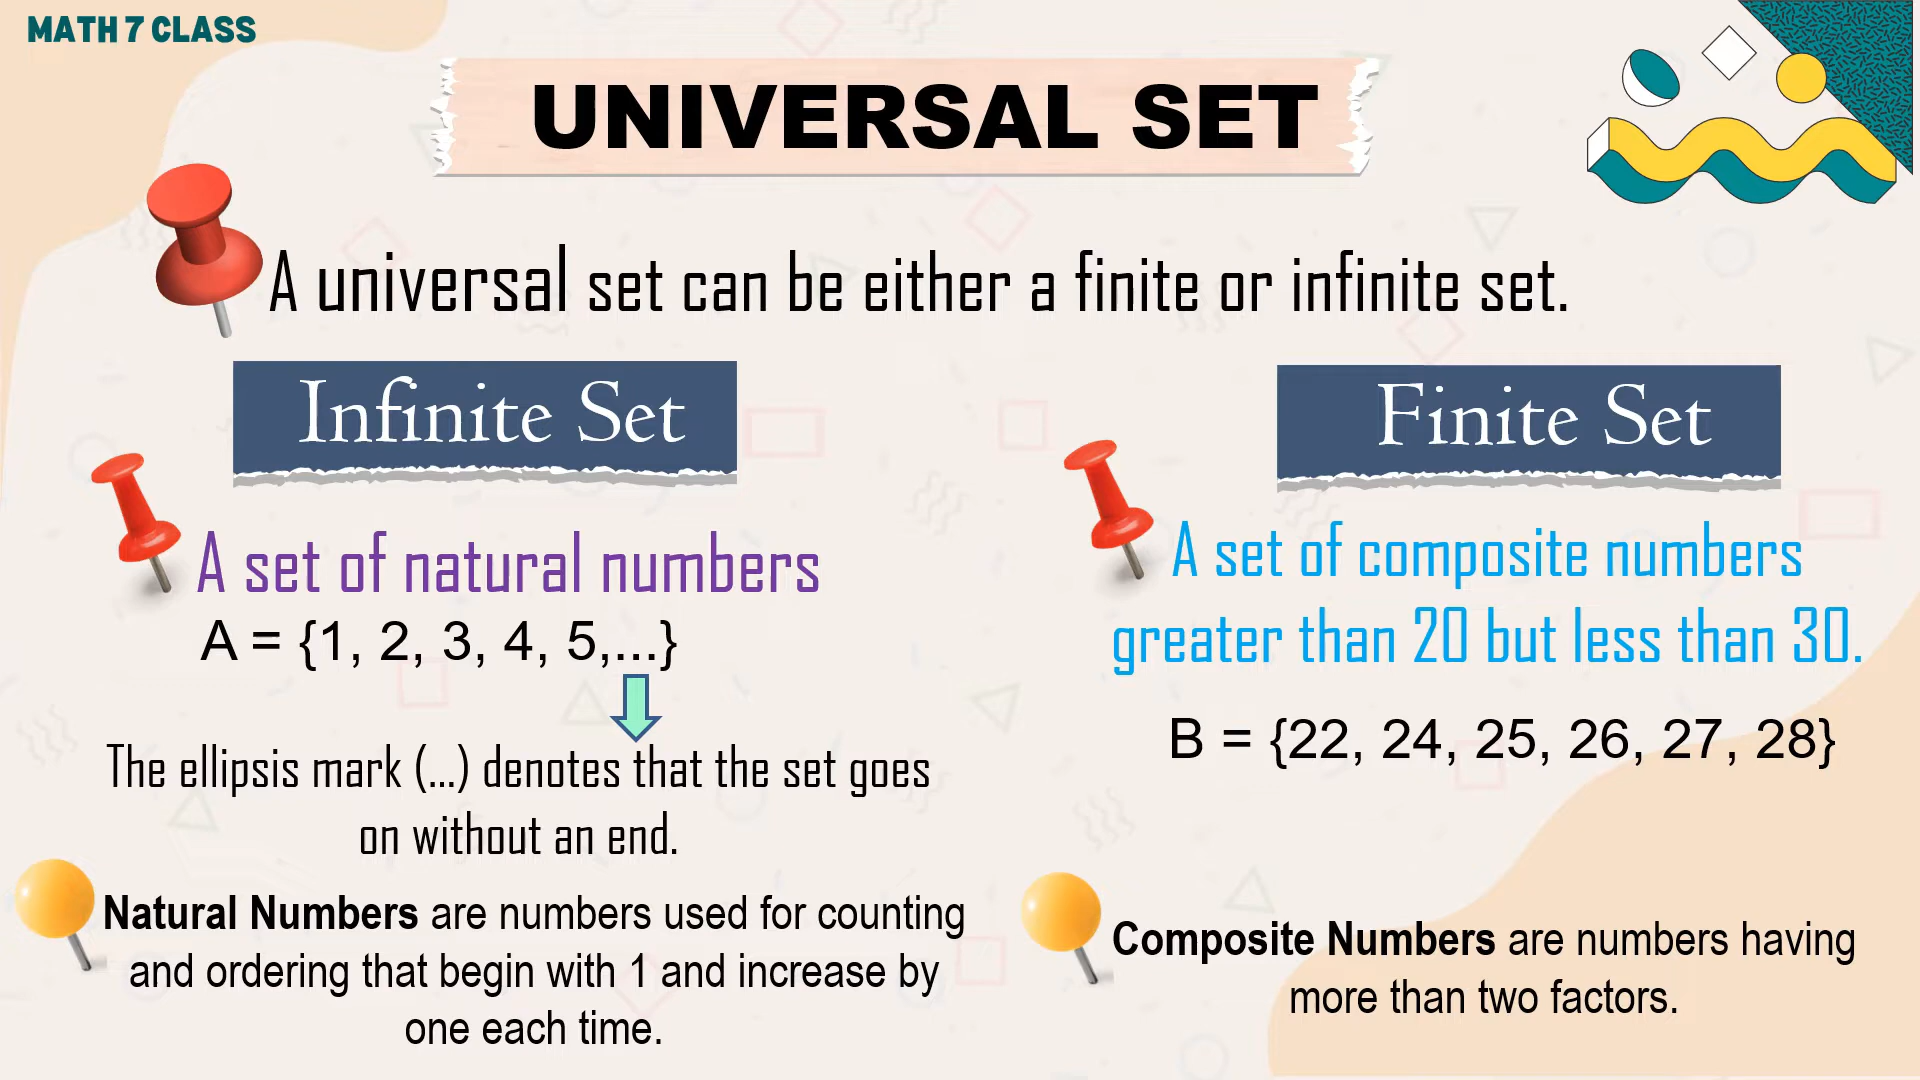 MATH 7 CLASS
UNIVERSAL SET
A universal set can be either a finite or infinite set.
Infinite Set
A set of natural numbers
A = {1, 2, 3, 4, 5,...}
The ellipsis mark (...) denotes that the set goes
on without an end.
Natural Numbers are numbers used for counting
and ordering that begin with 1 and increase by
one each time.
Finite Set
A set of composite numbers
greater than 20 but less than 30.
B = {22, 24, 25, 26, 27, 28}
Composite Numbers are numbers having
more than two factors.